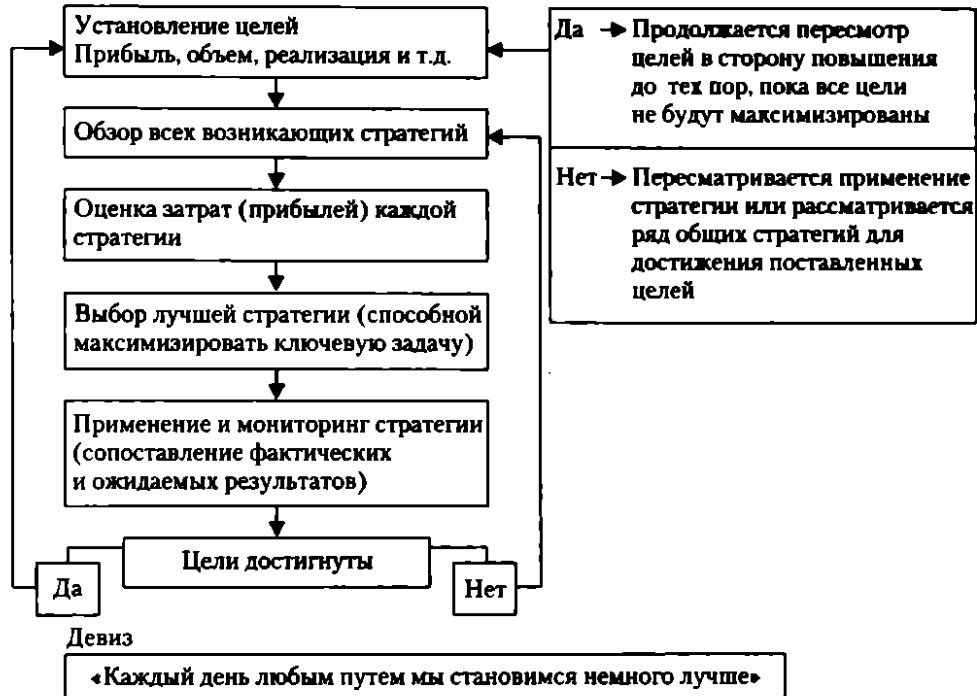 Установление целей
Прибыль, объем, реализация и т.д.
Обзор всех возникающих стратегий
Оценка затрат (прибылей) каждой
стратегии
Выбор лучшей стратегии (способной
максимизировать ключевую задачу)
Применение и мониторинг стратегии
(сопоставление фактических
и ожидаемых результатов)
Цели достигнуты
Да
Нет
Да → Продолжается пересмотр
целей в сторону повышения
до тех пор, пока все цели
не будут максимизированы
Нет → Пересматривается применение
стратегии или рассматривается
ряд общих стратегий для
достижения поставленных
целей
Девиз
«Каждый день любым путем мы становимся немного лучше»